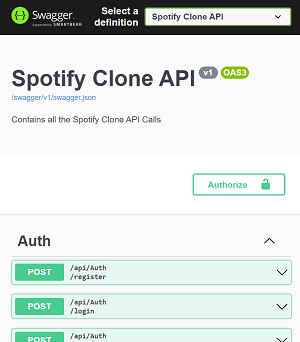 Swagger
Supported by SMARTBEAR
Select a
definition
Spotify Clone API
Spotify Clone API v1 OAS3
/swagger/v1/swagger.json
Contains all the Spotify Clone API Calls
Authorize
Auth
POST /api/Auth
/register
POST /api/Auth
/login
POST /api/Auth